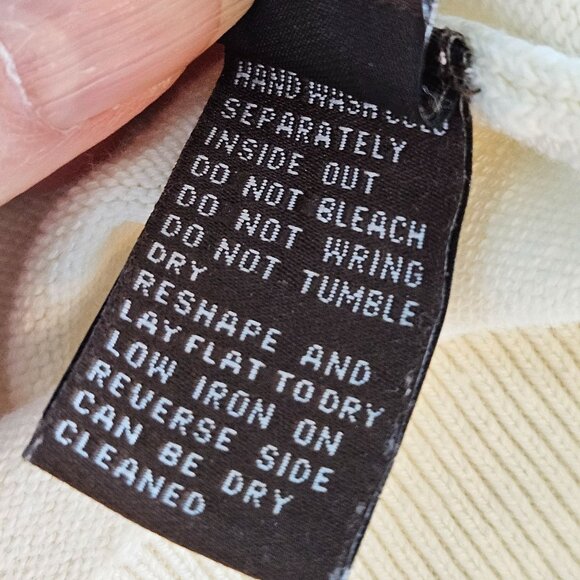 HAND WASH COLD
SEPARATELY
INSIDE OUT
DO NOT BLEACH
DO NOT WRING
DO NOT TUMBLE
DRY
RESHAPE AND
LAY FLAT TO DRY
LOW IRON ON
REVERSE SIDE
CAN BE DRY
CLEANED